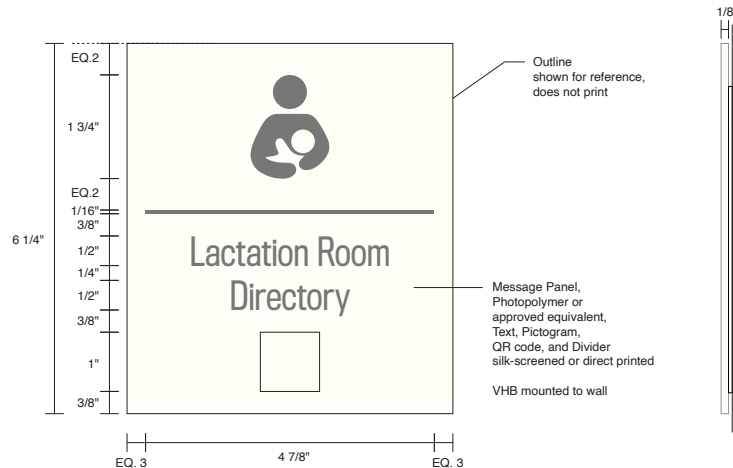 1/8
EQ.2
Outline
shown for reference,
does not print
1 3/4"
EQ.2
1/16"
3/8"
6 1/4"
1/2"
Lactation Room
1/4"
1/2"
Directory
Message Panel,
Photopolymer or
approved equivalent,
Text, Pictogram,
QR code, and Divider
silk-screened or direct printed
VHB mounted to wall
3/8"
1"
3/8"
EQ. 3
4 7/8"
EQ. 3